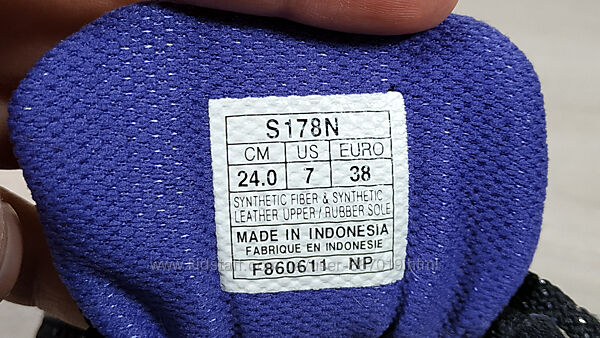 S178N
CM US EURO
24.0 7 38
SYNTHETIC FIBER & SYNTHETIC
LEATHER UPPER / RUBBER SOLE
MADE IN INDONESIA
FABRIQUE EN INDONESIE
F860611 NP